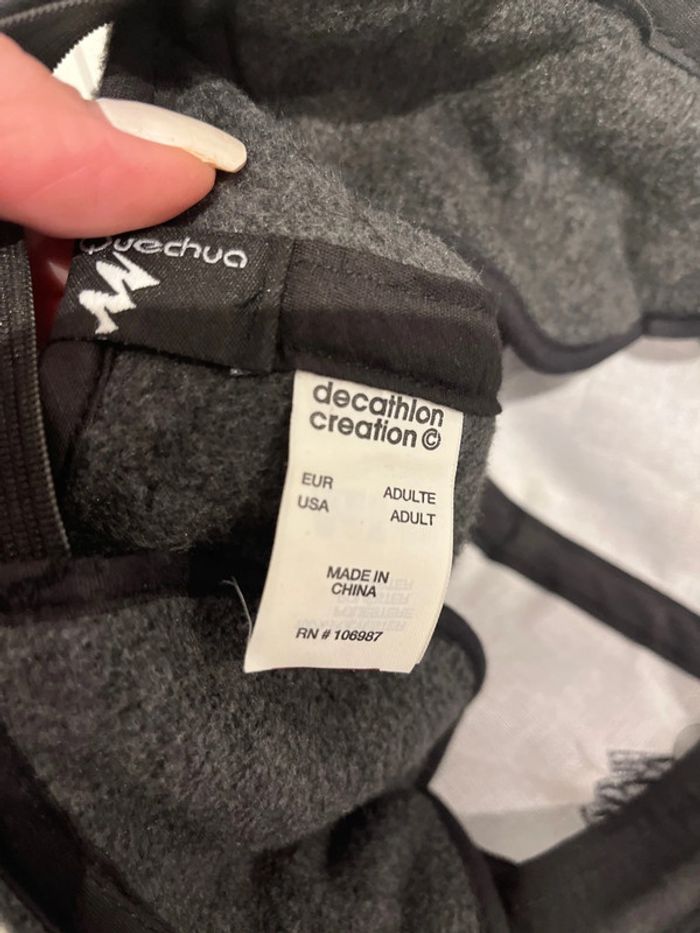 Quechua
decathlon
creation©
EUR ADULTE
USA ADULT
MADE IN
CHINA
RN # 106987